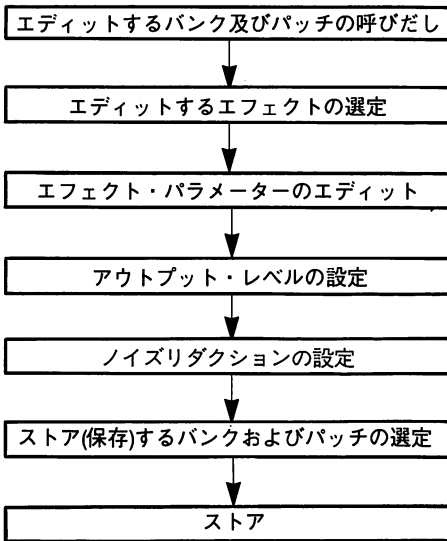 エディットするバンク及びパッチの呼びだし
エディットするエフェクトの選定
エフェクト・パラメーターのエディット
アウトプット・レベルの設定
ノイズリダクションの設定
ストア(保存)するバンクおよびパッチの選定
ストア